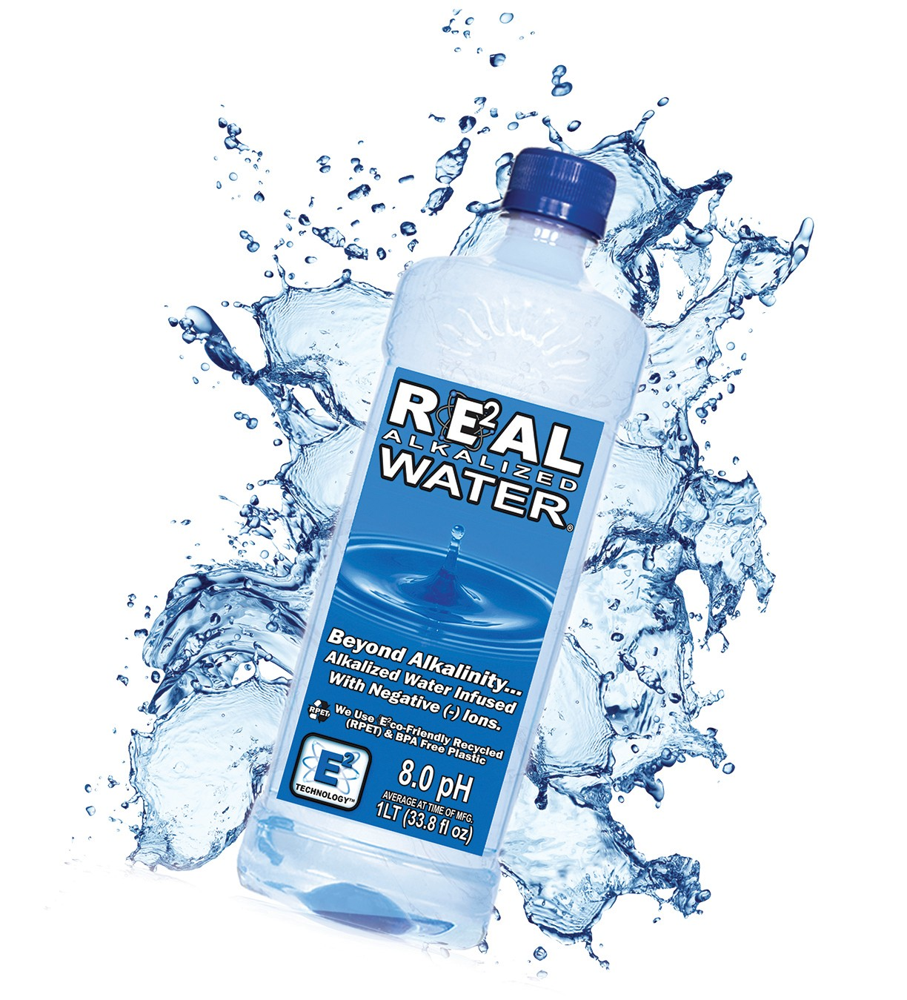 RE²AL
ALKALIZED
WATER®
Beyond Alkalinity...
Alkalized Water Infused
With Negative (-) Ions.
RPET
We Use E²co-Friendly Recycled
(RPET) & BPA Free Plastic
E²
TECHNOLOGY™
8.0 pH
AVERAGE AT TIME OF MFG.
1LT (33.8 fl oz)